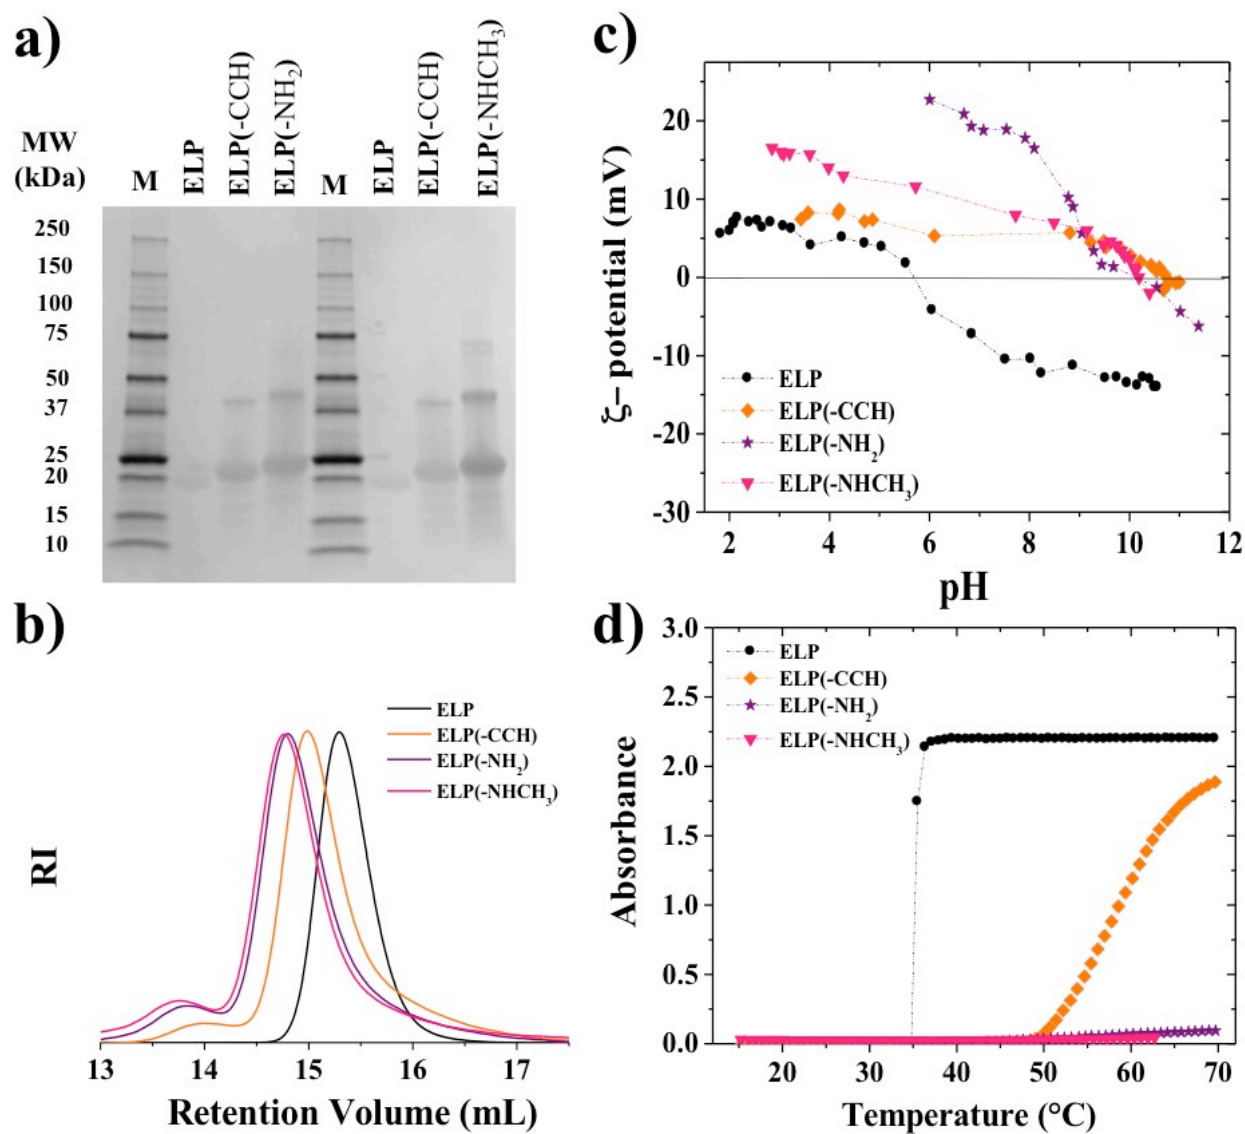 a)
MW
(kDa)
M
ELP
ELP(-CCH)
ELP(-NH₂)
M
ELP
ELP(-CCH)
ELP(-NHCH₃)
250
150
100
75
50
37
25
20
15
10
b)
RI
ELP
ELP(-CCH)
ELP(-NH₂)
ELP(-NHCH₃)
13 14 15 16 17
Retention Volume (mL)
c)
ζ– potential (mV)
20
10
0
-10
-20
-30
ELP
ELP(-CCH)
ELP(-NH₂)
ELP(-NHCH₃)
2 4 6 8 10 12
pH
d)
Absorbance
3.0
2.5
2.0
1.5
1.0
0.5
0.0
ELP
ELP(-CCH)
ELP(-NH₂)
ELP(-NHCH₃)
20 30 40 50 60 70
Temperature (°C)